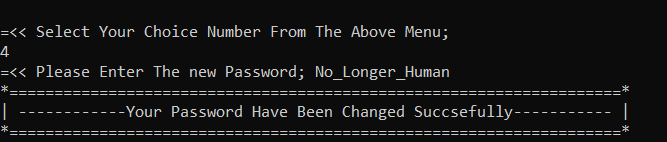 =<< Select Your Choice Number From The Above Menu;
4
=<< Please Enter The new Password; No_Longer_Human
*====================================================================*
| ------------Your Password Have Been Changed Succsefully----------- |
*====================================================================*